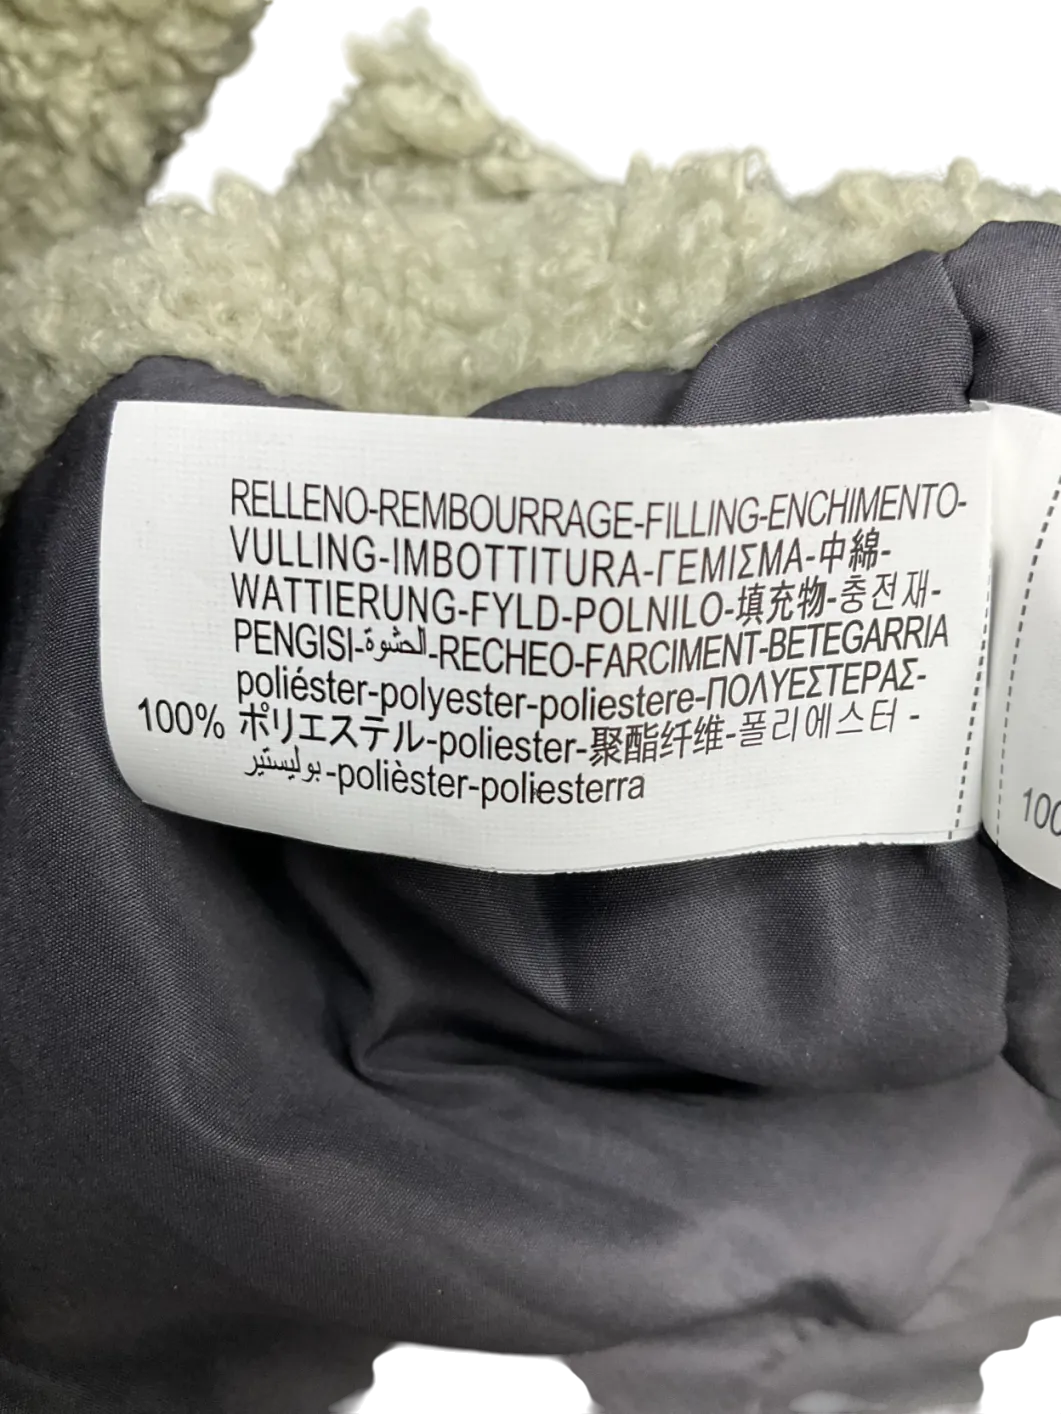 RELLENO-REMBOURRAGE-FILLING-ENCHIMENTO-
VULLING-IMBOTTITURA-ΓΕΜΙΣΜΑ-中綿-
WATTIERUNG-FYLD-POLNILO-填充物-충전재-
PENGISI-الحشوة-RECHEO-FARCIMENT-BETEGARRIA
poliéster-polyester-poliestere-ΠΟΛΥΕΣΤΕΡΑΣ-
100% ポリエステル-poliester-聚酯纤维-폴리에스터-
بوليستير-polièster-poliesterra
100